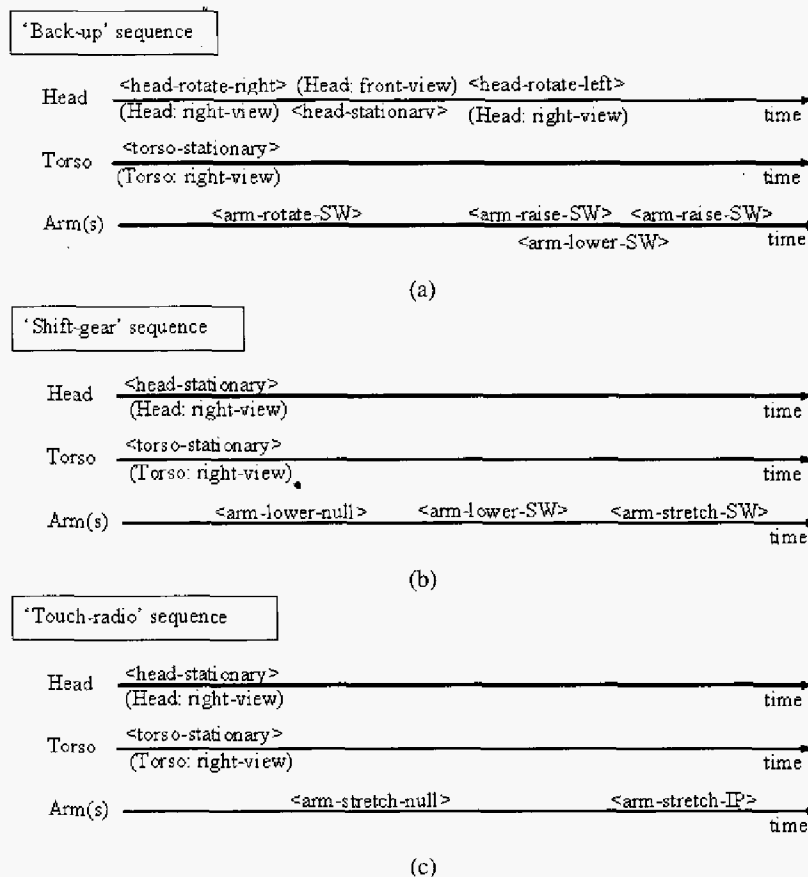 ‘Back-up’ sequence
<head-rotate-right> (Head: front-view) <head-rotate-left>
Head
(Head: right-view) <head-stationary> (Head: right-view) time
<torso-stationary>
Torso
(Torso: right-view) time
Arm(s) <arm-rotate-SW> <arm-raise-SW> <arm-raise-SW>
<arm-lower-SW> time
(a)
‘Shift-gear’ sequence
<head-stationary>
Head
(Head: right-view) time
<torso-stationary>
Torso
(Torso: right-view) time
Arm(s) <arm-lower-null> <arm-lower-SW> <arm-stretch-SW>
time
(b)
‘Touch-radio’ sequence
<head-stationary>
Head
(Head: right-view) time
<torso-stationary>
Torso
(Torso: right-view) time
Arm(s) <arm-stretch-null> <arm-stretch-IP>
time
(c)